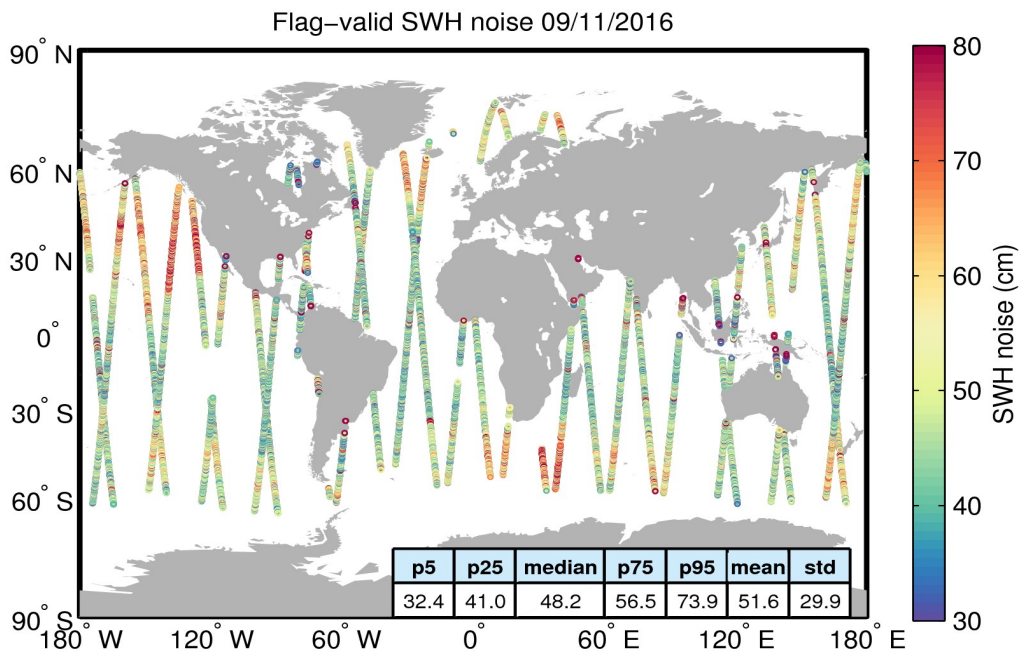 Flag−valid SWH noise 09/11/2016
90° N
60° N
30° N
0°
30° S
60° S
90° S
180° W
120° W
60° W
0°
60° E
120° E
180° E
p5 p25 median p75 p95 mean std
32.4 41.0 48.2 56.5 73.9 51.6 29.9
80
70
60
50
40
30
SWH noise (cm)